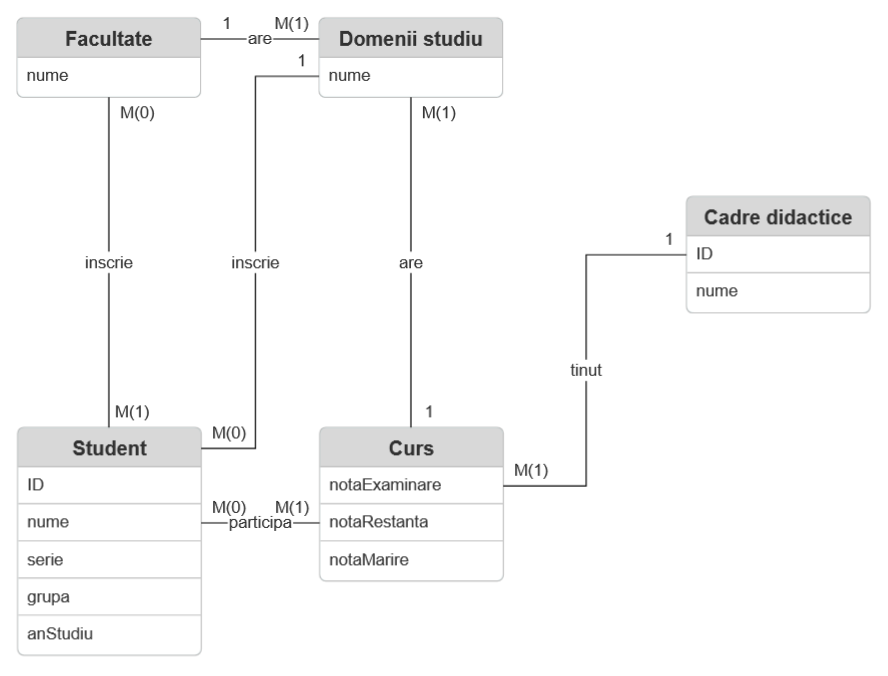 1
M(1)
Facultate
are
Domenii studiu
nume
1
nume
M(0)
M(1)
inscrie
inscrie
are
Cadre didactice
1
ID
nume
tinut
M(1)
M(0)
1
Student
Curs
M(1)
ID
notaExaminare
M(0)
M(1)
nume
participa
notaRestanta
serie
notaMarire
grupa
anStudiu